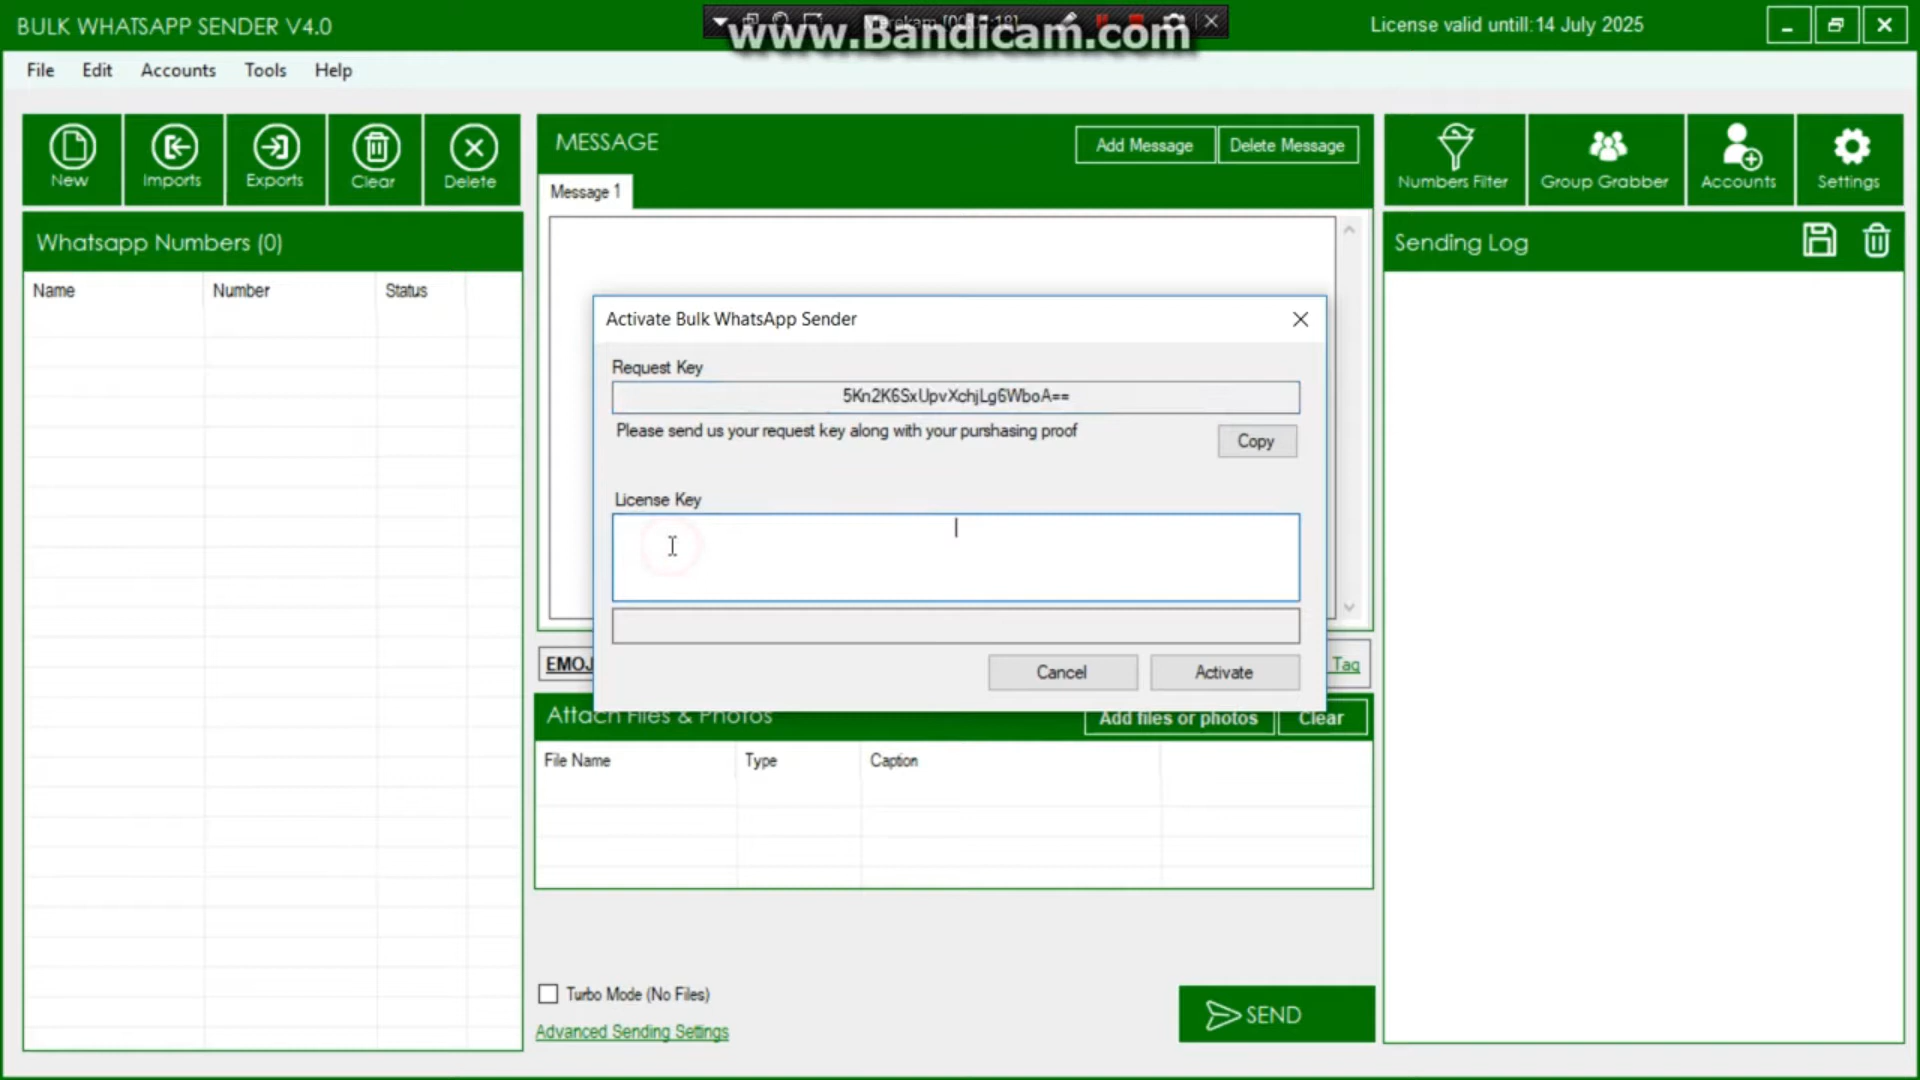 BULK WHATSAPP SENDER V4.0
www.Bandicam.com
License valid untill:14 July 2025
File Edit Accounts Tools Help
New
Imports
Exports
Clear
Delete
MESSAGE
Add Message
Delete Message
Message 1
Numbers Filter
Group Grabber
Accounts
Settings
Whatsapp Numbers (0)
Name Number Status
Sending Log
Activate Bulk WhatsApp Sender
Request Key
5Kn2K6SxUpvXchjLg6WboA==
Please send us your request key along with your purshasing proof
Copy
License Key
Cancel
Activate
EMOJ
Tag
Attach Files & Photos
Add files or photos
Clear
File Name Type Caption
Turbo Mode (No Files)
Advanced Sending Settings
SEND